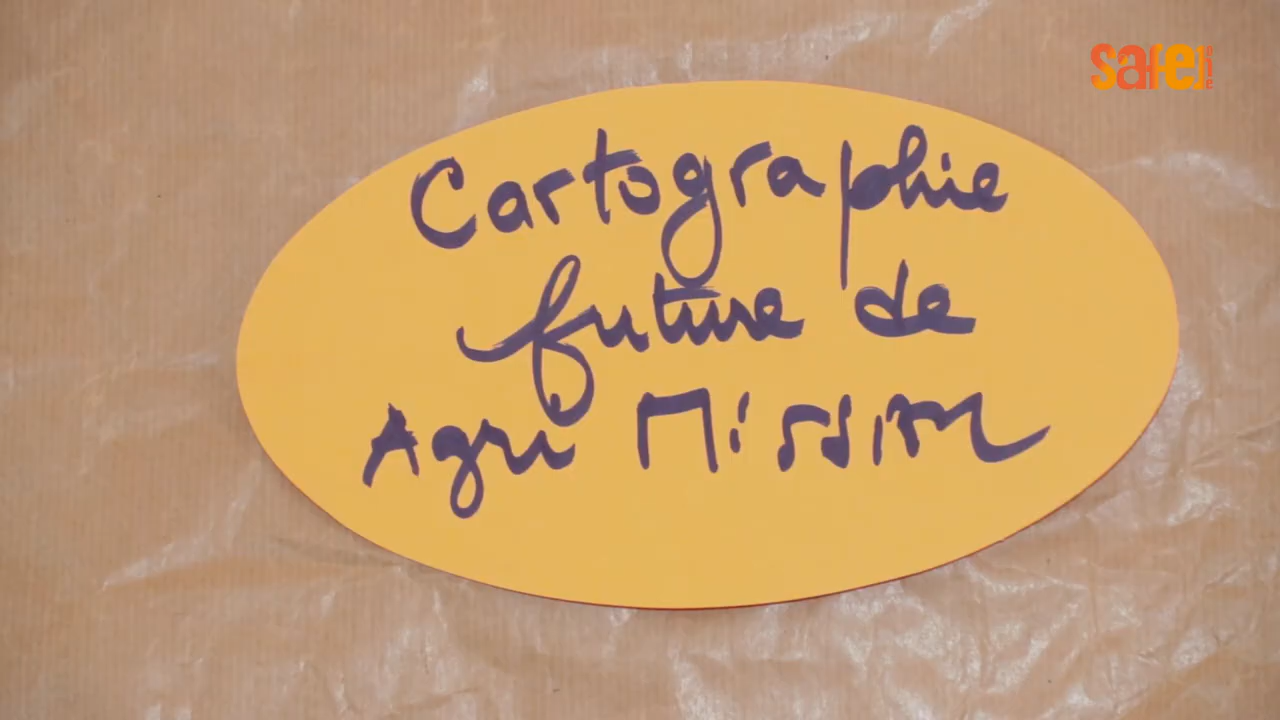 safe
Cartographie
future de
Agri Mission